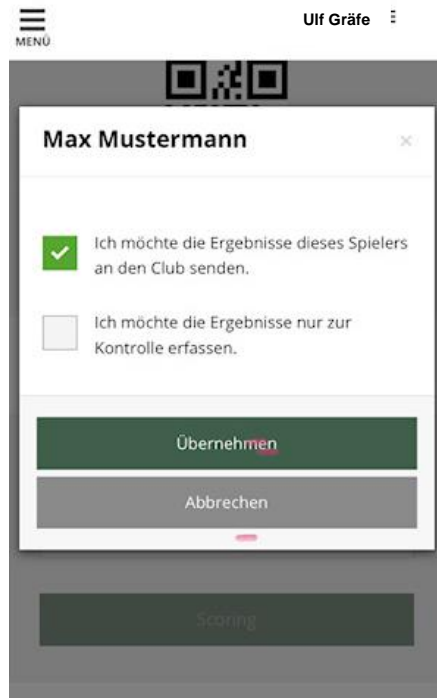 MENÜ
Ulf Gräfe
Max Mustermann
×
Ich möchte die Ergebnisse dieses Spielers
an den Club senden.
Ich möchte die Ergebnisse nur zur
Kontrolle erfassen.
Übernehmen
Abbrechen
Scoring